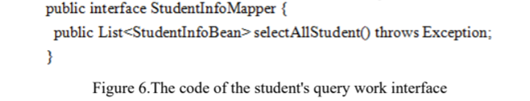 public interface StudentInfoMapper {
public List<StudentInfoBean> selectAllStudent() throws Exception;
}
Figure 6.The code of the student's query work interface